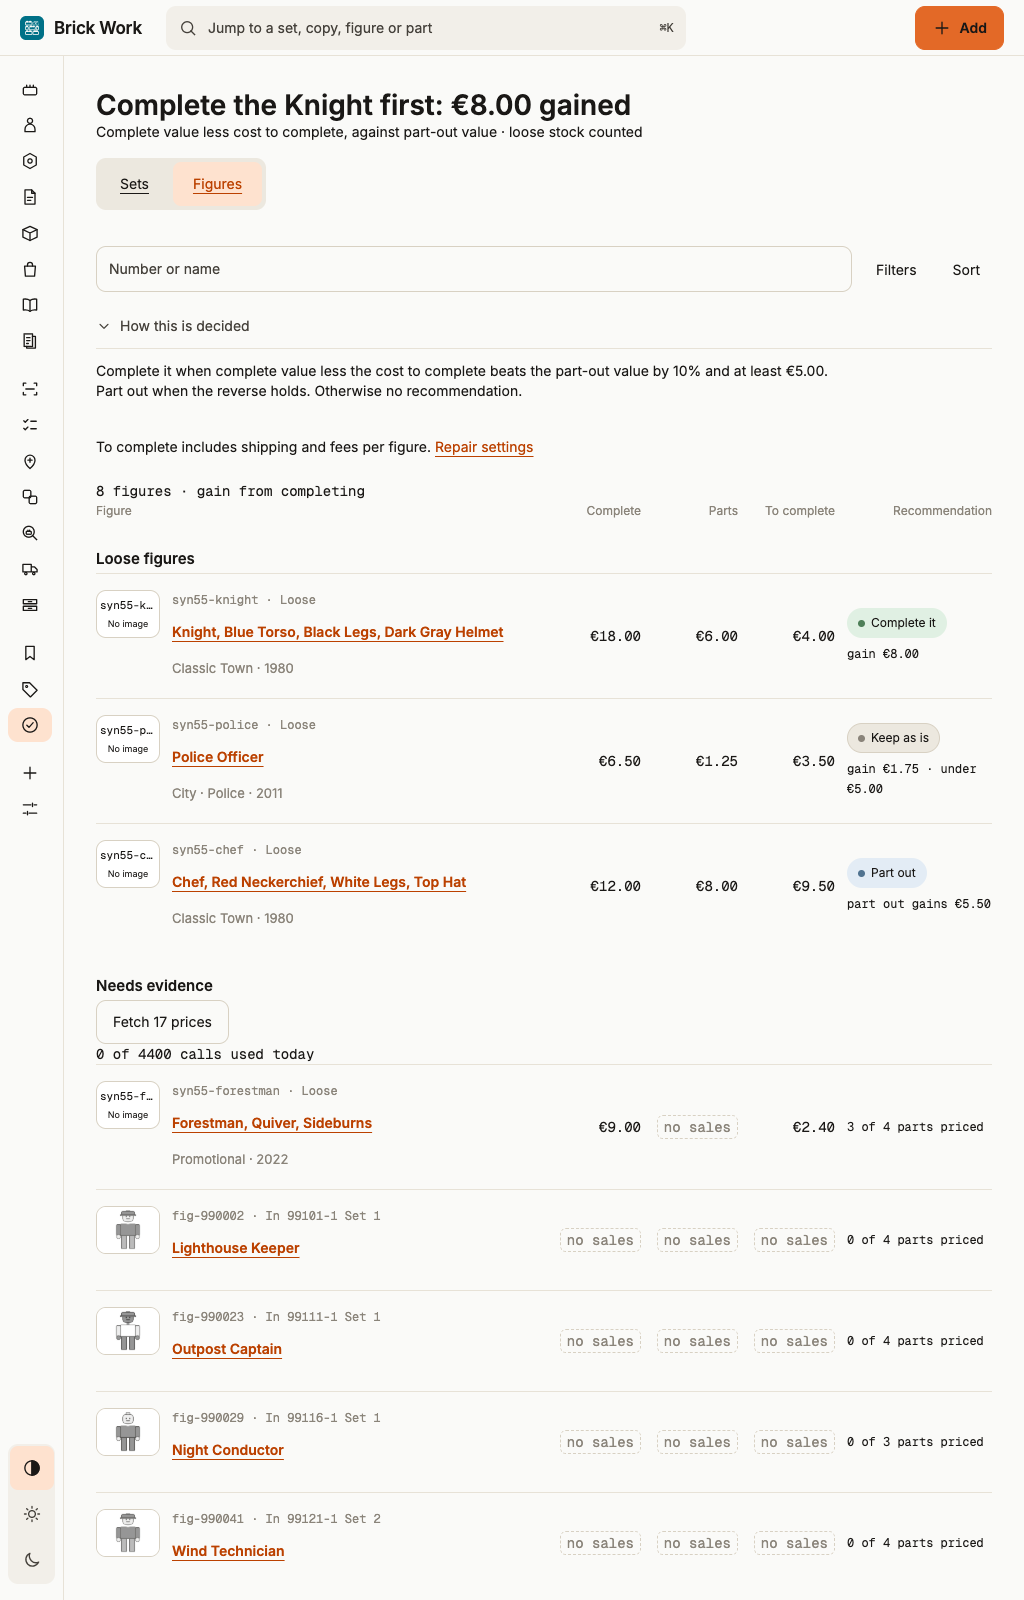 Brick Work
Jump to a set, copy, figure or part
⌘K
Add
Complete the Knight first: €8.00 gained
Complete value less cost to complete, against part-out value · loose stock counted
Sets
Figures
Number or name
Filters
Sort
How this is decided
Complete it when complete value less the cost to complete beats the part-out value by 10% and at least €5.00.
Part out when the reverse holds. Otherwise no recommendation.
To complete includes shipping and fees per figure. Repair settings
8 figures · gain from completing
Figure Complete Parts To complete Recommendation
Loose figures
syn55-k…
No image
syn55-knight · Loose
Knight, Blue Torso, Black Legs, Dark Gray Helmet
Classic Town · 1980
€18.00 €6.00 €4.00
Complete it
gain €8.00
syn55-p…
No image
syn55-police · Loose
Police Officer
City · Police · 2011
€6.50 €1.25 €3.50
Keep as is
gain €1.75 · under
€5.00
syn55-c…
No image
syn55-chef · Loose
Chef, Red Neckerchief, White Legs, Top Hat
Classic Town · 1980
€12.00 €8.00 €9.50
Part out
part out gains €5.50
Needs evidence
Fetch 17 prices
0 of 4400 calls used today
syn55-f…
No image
syn55-forestman · Loose
Forestman, Quiver, Sideburns
Promotional · 2022
€9.00 no sales €2.40 3 of 4 parts priced
fig-990002 · In 99101-1 Set 1
Lighthouse Keeper
no sales no sales no sales 0 of 4 parts priced
fig-990023 · In 99111-1 Set 1
Outpost Captain
no sales no sales no sales 0 of 4 parts priced
fig-990029 · In 99116-1 Set 1
Night Conductor
no sales no sales no sales 0 of 3 parts priced
fig-990041 · In 99121-1 Set 2
Wind Technician
no sales no sales no sales 0 of 4 parts priced